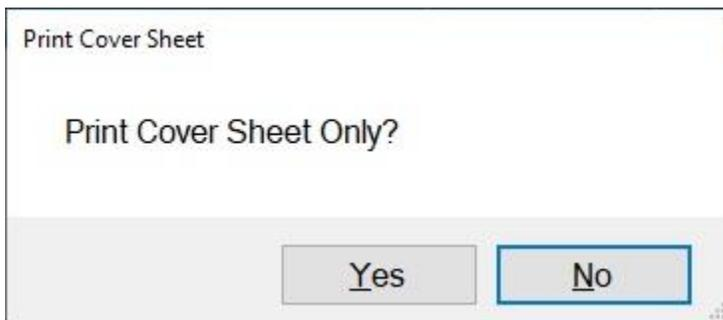 Print Cover Sheet
Print Cover Sheet Only?
Yes No